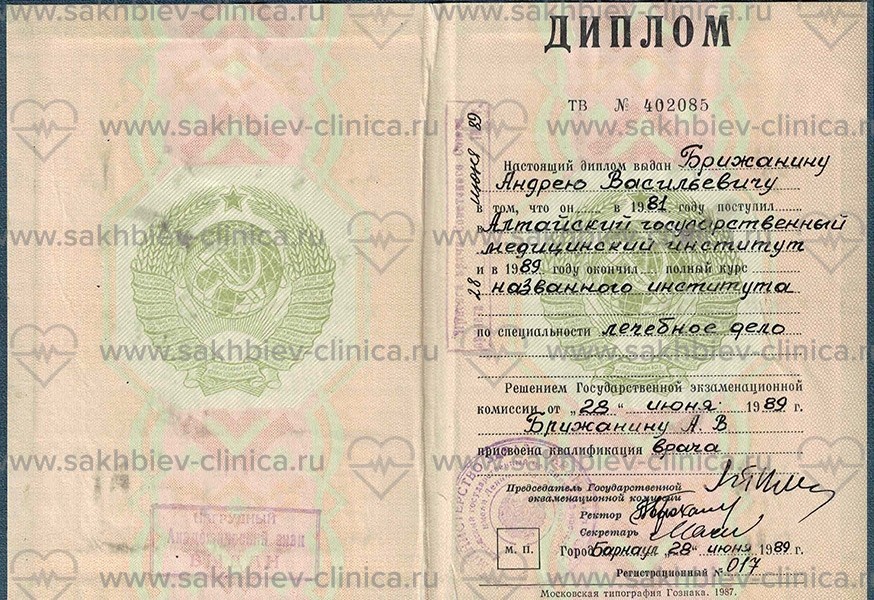 ДИПЛОМ
ТВ № 402085
Настоящий диплом выдан Брижанину
Андрею Васильевичу
в том, что он в 1981 году поступил
Алтайский государственный
медицинский институт
и в 1989 году окончил полный курс
названного института
по специальности лечебное дело
Решением Государственной экзаменационной
комиссии от „28“ июня 1989 г.
Брижанину А. В
присвоена квалификация врача
Председатель Государственной
экзаменационной комиссии
Ректор
Секретарь
М. П.
Город Барнаул „28“ июня 1989 г.
Регистрационный № 017
Московская типография Гознака. 1987.
28 июня 89
www.sakhbiev-clinica.ru